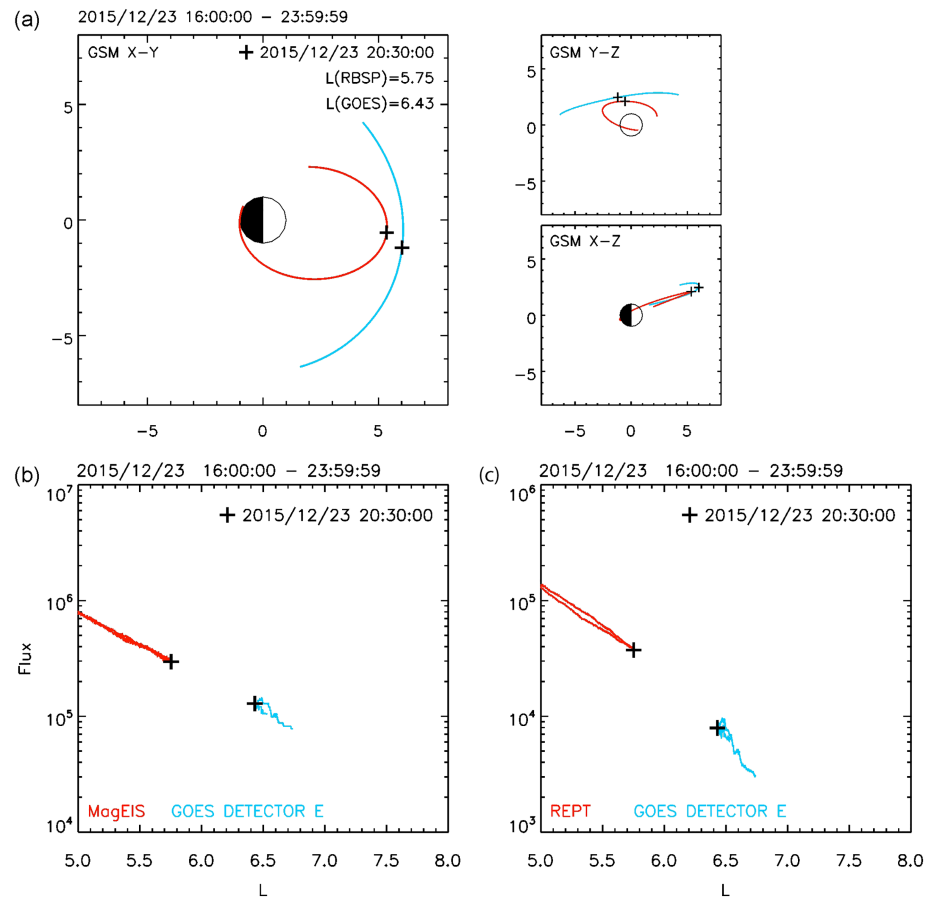 (a)
2015/12/23 16:00:00 – 23:59:59
GSM X–Y
+ 2015/12/23 20:30:00
L(RBSP)=5.75
L(GOES)=6.43
5
0
−5
−5 0 5
GSM Y–Z
5
0
−5
GSM X–Z
5
0
−5
−5 0 5
(b)
2015/12/23 16:00:00 – 23:59:59
+ 2015/12/23 20:30:00
10^7
10^6
10^5
10^4
Flux
MagEIS GOES DETECTOR E
5.0 5.5 6.0 6.5 7.0 7.5 8.0
L
(c)
2015/12/23 16:00:00 – 23:59:59
+ 2015/12/23 20:30:00
10^6
10^5
10^4
10^3
REPT GOES DETECTOR E
5.0 5.5 6.0 6.5 7.0 7.5 8.0
L